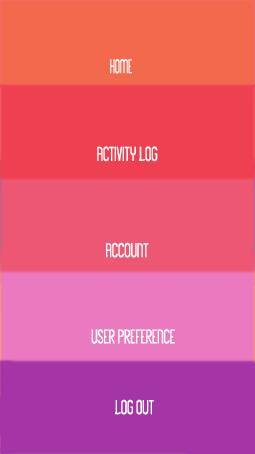 HOME
ACTIVITY LOG
ACCOUNT
USER PREFERENCE
LOG OUT